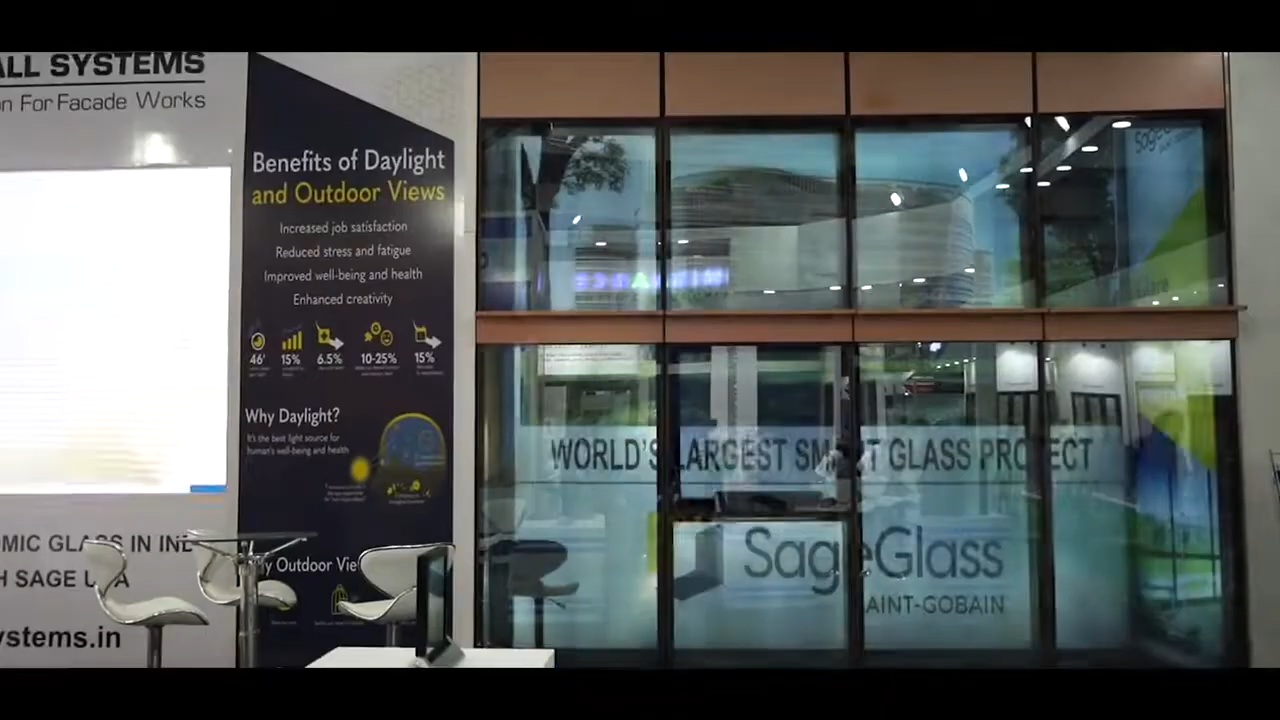 ALL SYSTEMS
n For Facade Works
Benefits of Daylight
and Outdoor Views
Increased job satisfaction
Reduced stress and fatigue
Improved well-being and health
Enhanced creativity
46' 15% 6.5% 10-25% 15%
Why Daylight?
It's the best light source for
human's well-being and health
Outdoor Vie
OMIC GLASS IN IND
H SAGE U A
ystems.in
WORLD'S LARGEST SM T GLASS PROJECT
SageGlass
AINT-GOBAIN